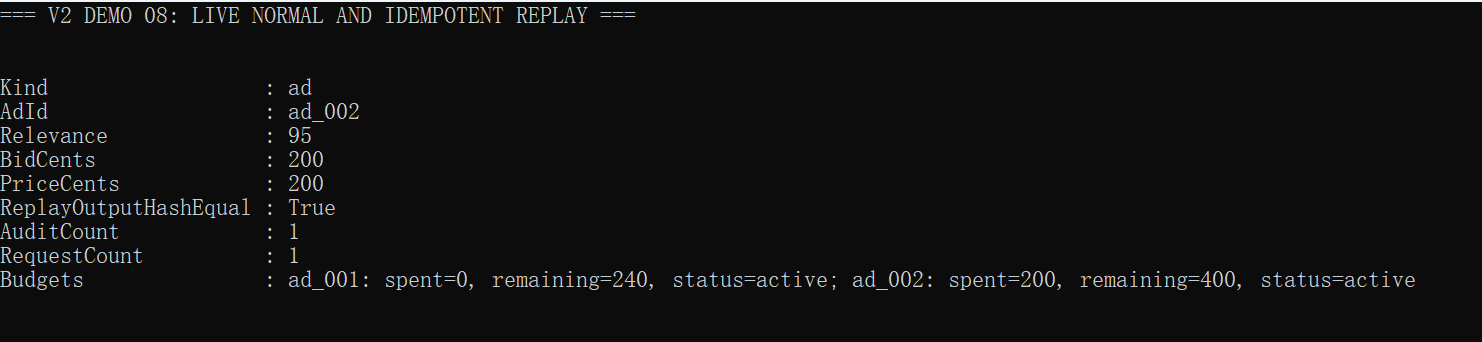 === V2 DEMO 08: LIVE NORMAL AND IDEMPOTENT REPLAY ===
Kind                  : ad
AdId                  : ad_002
Relevance             : 95
BidCents              : 200
PriceCents            : 200
ReplayOutputHashEqual : True
AuditCount            : 1
RequestCount          : 1
Budgets               : ad_001: spent=0, remaining=240, status=active; ad_002: spent=200, remaining=400, status=active